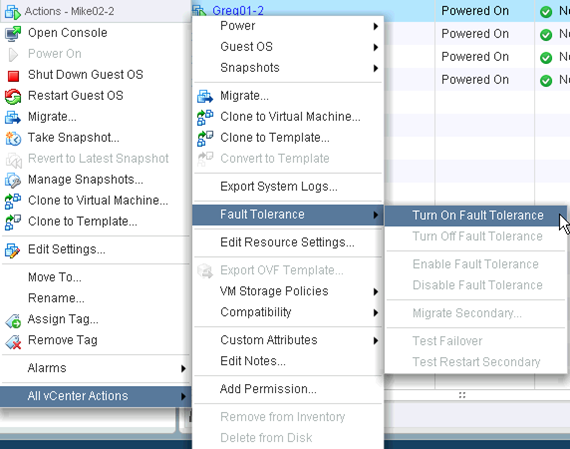 Actions - Mike02-2
Open Console
Power On
Shut Down Guest OS
Restart Guest OS
Migrate...
Take Snapshot...
Revert to Latest Snapshot
Manage Snapshots...
Clone to Virtual Machine...
Clone to Template...
Edit Settings...
Move To...
Rename...
Assign Tag...
Remove Tag
Alarms
All vCenter Actions
Greg01-2
Power
Guest OS
Snapshots
Migrate...
Clone to Virtual Machine...
Clone to Template...
Convert to Template
Export System Logs...
Fault Tolerance
Edit Resource Settings...
Export OVF Template...
VM Storage Policies
Compatibility
Custom Attributes
Edit Notes...
Add Permission...
Remove from Inventory
Delete from Disk
Turn On Fault Tolerance
Turn Off Fault Tolerance
Enable Fault Tolerance
Disable Fault Tolerance
Migrate Secondary...
Test Failover
Test Restart Secondary
Powered On
Powered On
Powered On
Powered On